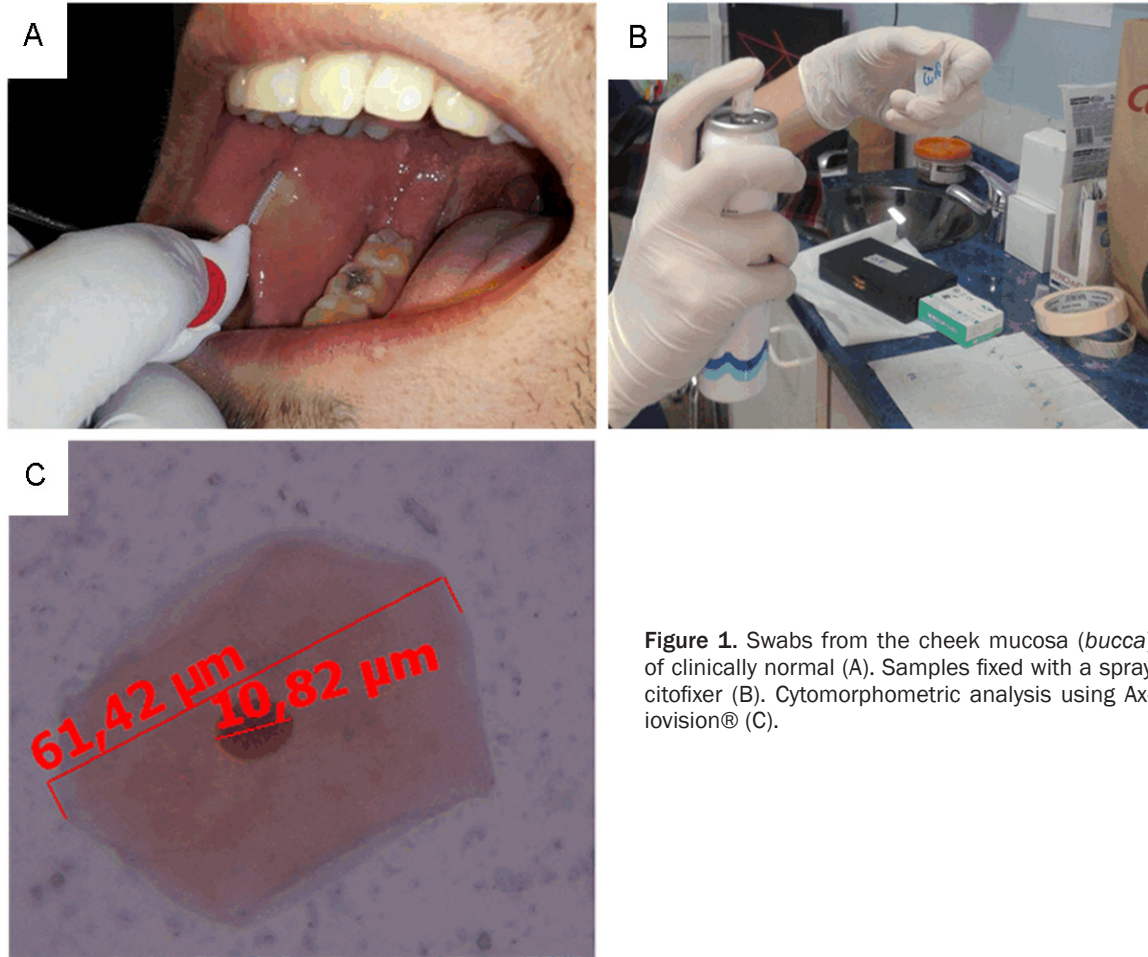 A
B
C
61,42 µm
10,82 µm
Figure 1. Swabs from the cheek mucosa (bucca)
of clinically normal (A). Samples fixed with a spray
citofixer (B). Cytomorphometric analysis using Ax-
iovision® (C).